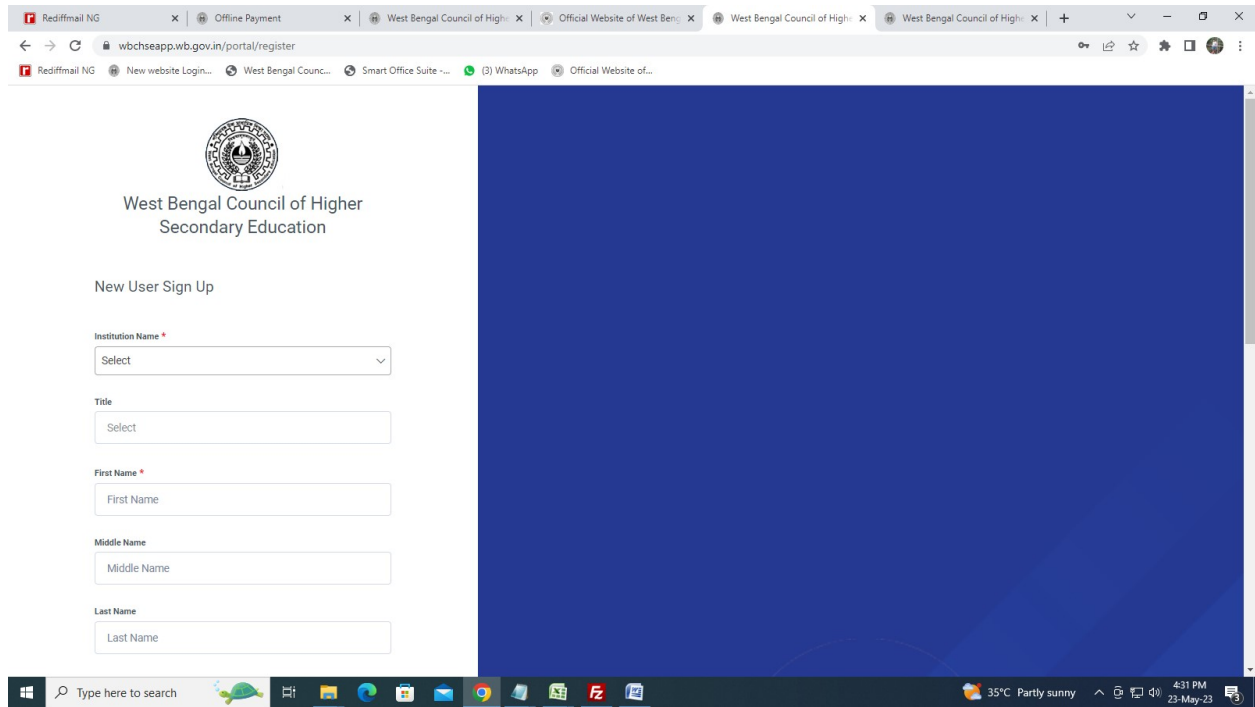 Rediffmail NG
Offline Payment
West Bengal Council of Highe
Official Website of West Beng
West Bengal Council of Highe
West Bengal Council of Highe
wbchseapp.wb.gov.in/portal/register
Rediffmail NG
New website Login...
West Bengal Counc...
Smart Office Suite -...
(3) WhatsApp
Official Website of...
West Bengal Council of Higher
Secondary Education
New User Sign Up
Institution Name *
Select
Title
Select
First Name *
First Name
Middle Name
Middle Name
Last Name
Last Name
Type here to search
35°C Partly sunny
4:31 PM
23-May-23
3